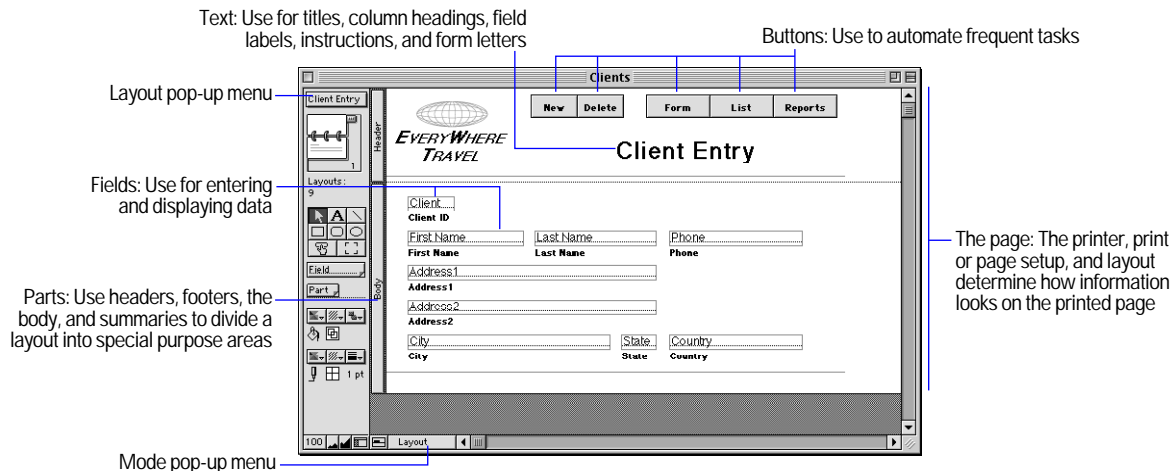 Text: Use for titles, column headings, field
labels, instructions, and form letters
Buttons: Use to automate frequent tasks
Layout pop-up menu
Clients
Client Entry
New
Delete
Form
List
Reports
Header
EVERYWHERE
TRAVEL
Client Entry
1
Layouts:
9
Fields: Use for entering
and displaying data
Client
Client ID
A
First Name
Last Name
Phone
First Name
Last Name
Phone
The page: The printer, print
or page setup, and layout
determine how information
looks on the printed page
Field
Address1
Address1
Part
Body
Parts: Use headers, footers, the
body, and summaries to divide a
layout into special purpose areas
Address2
Address2
City
State
Country
City
State
Country
1 pt
100
Layout
Mode pop-up menu